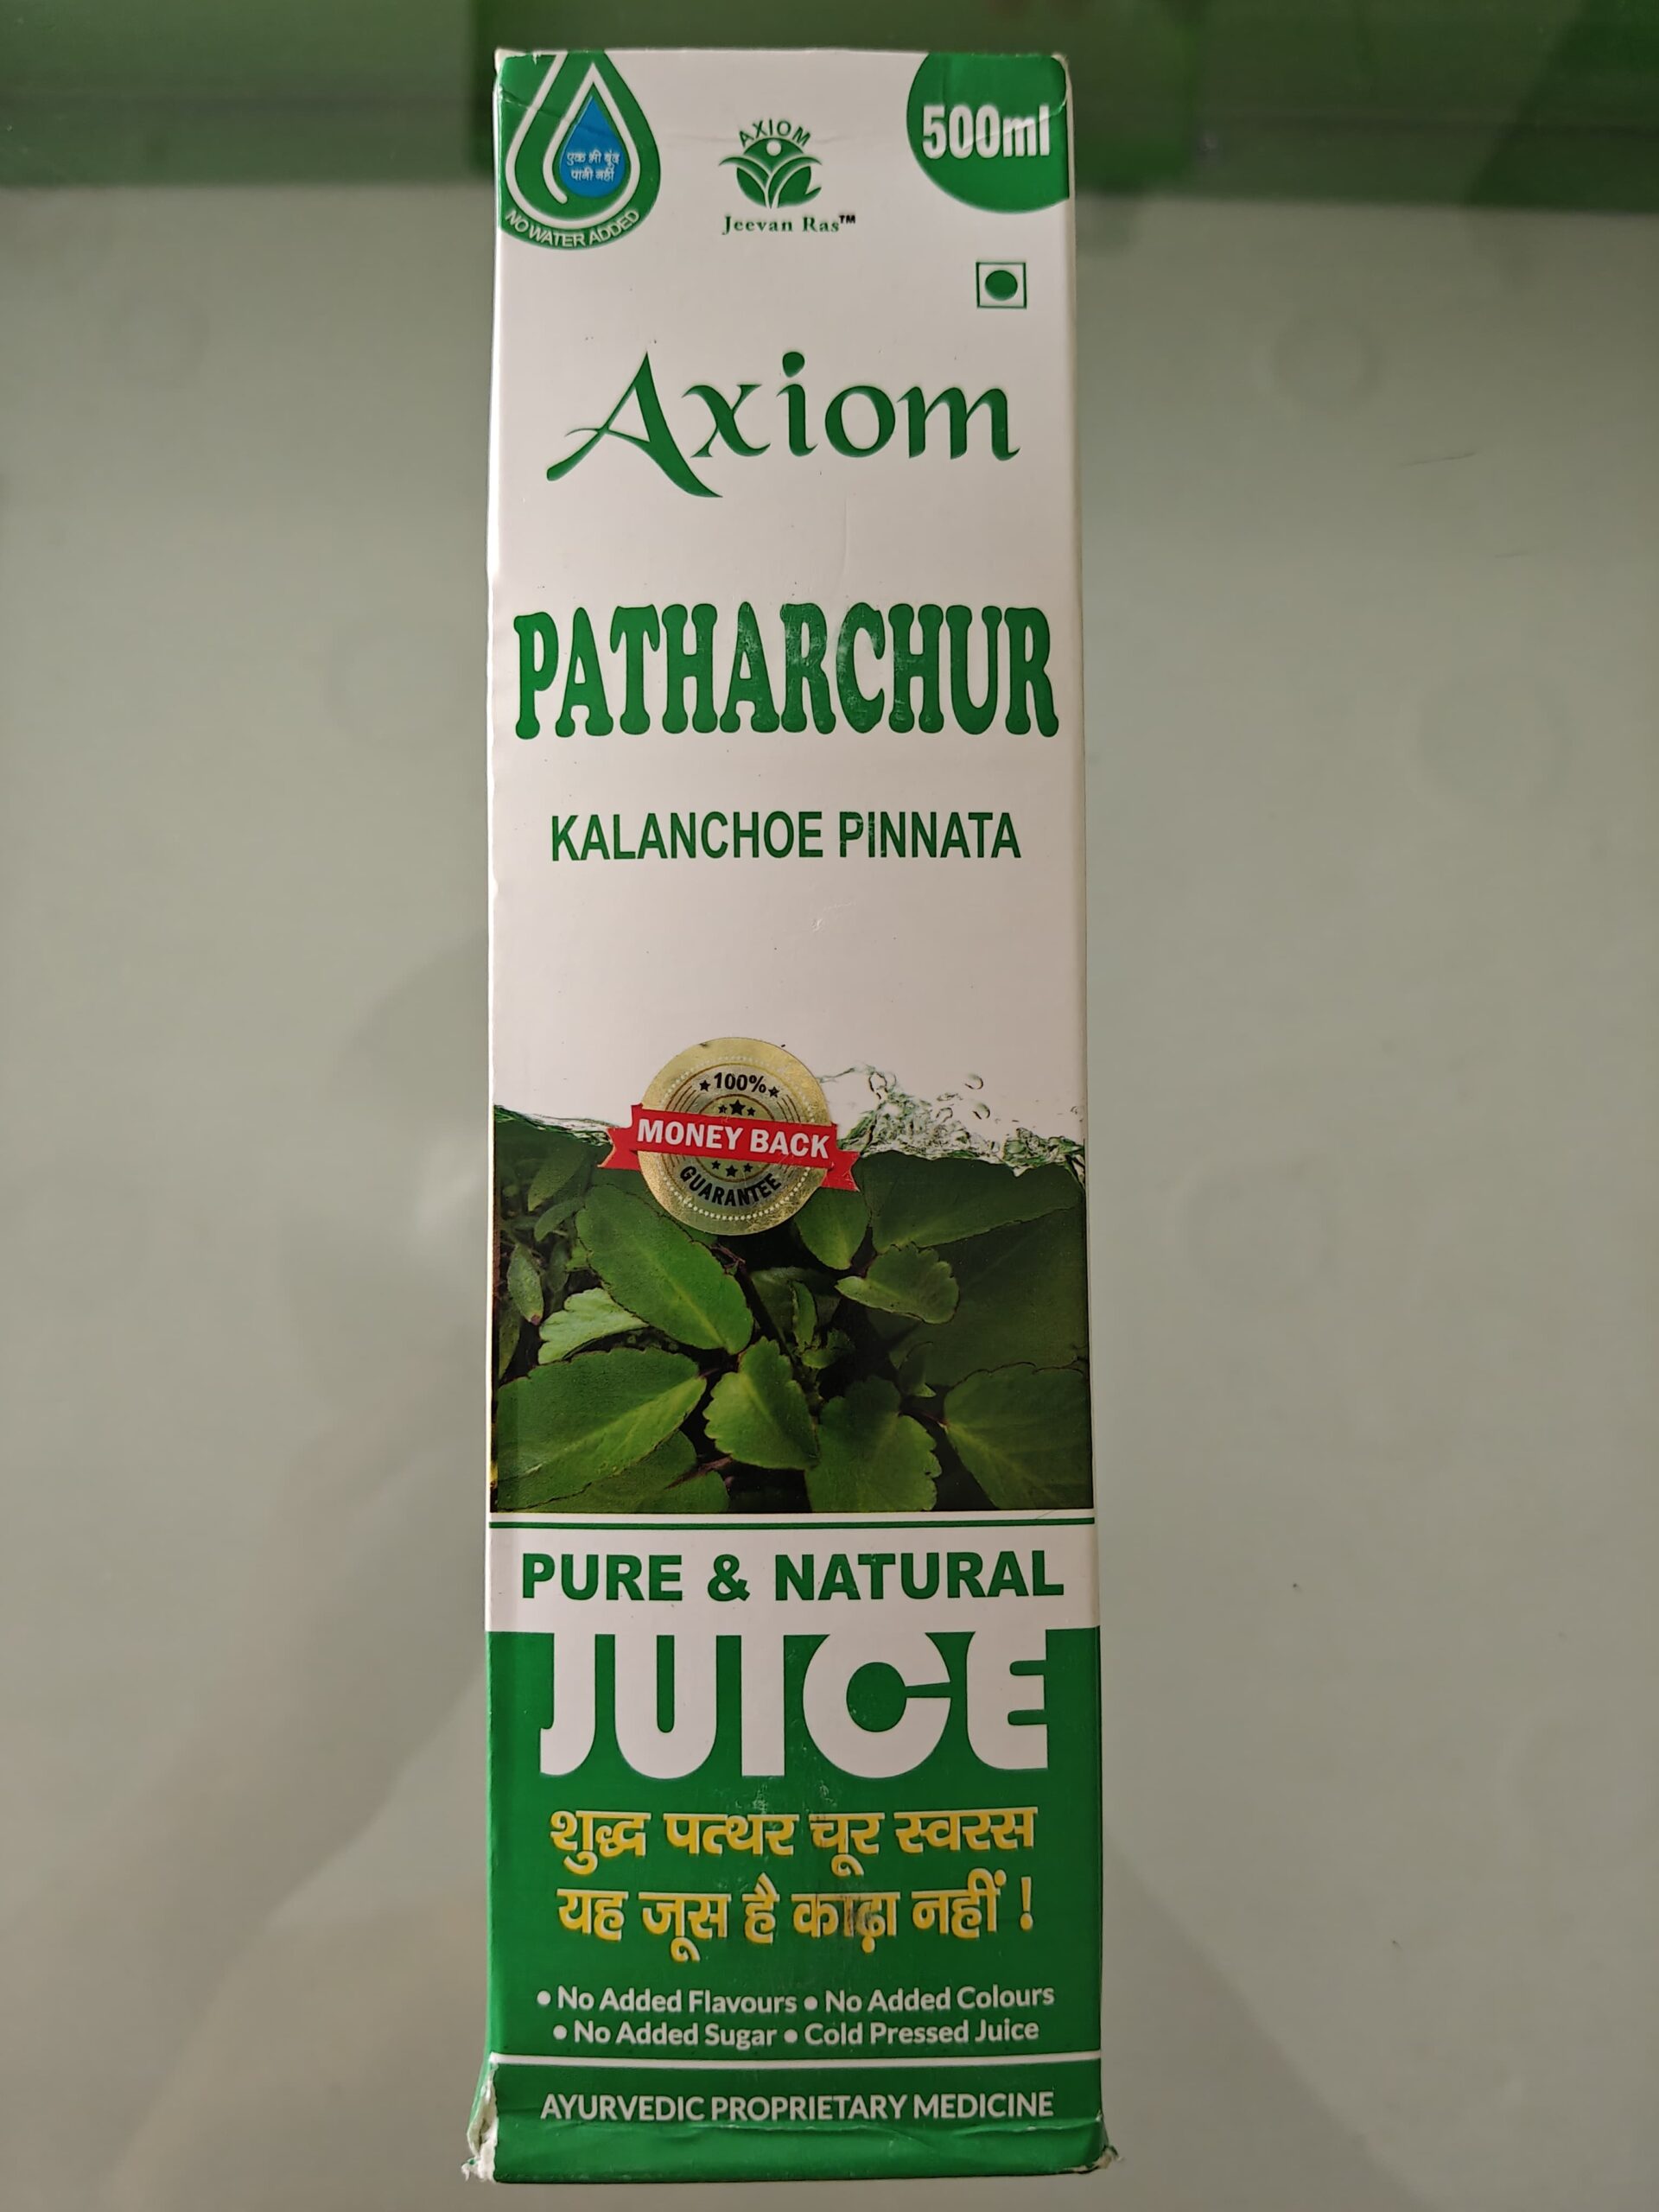 एक भी बूंद
पानी नहीं
NO WATER ADDED
AXIOM
Jeevan Ras™
500ml
Axiom
PATHARCHUR
KALANCHOE PINNATA
100%
MONEY BACK
GUARANTEE
PURE & NATURAL
JUICE
शुद्ध पत्थर चूर स्वरस
यह जूस है काढ़ा नहीं !
• No Added Flavours • No Added Colours
• No Added Sugar • Cold Pressed Juice
AYURVEDIC PROPRIETARY MEDICINE